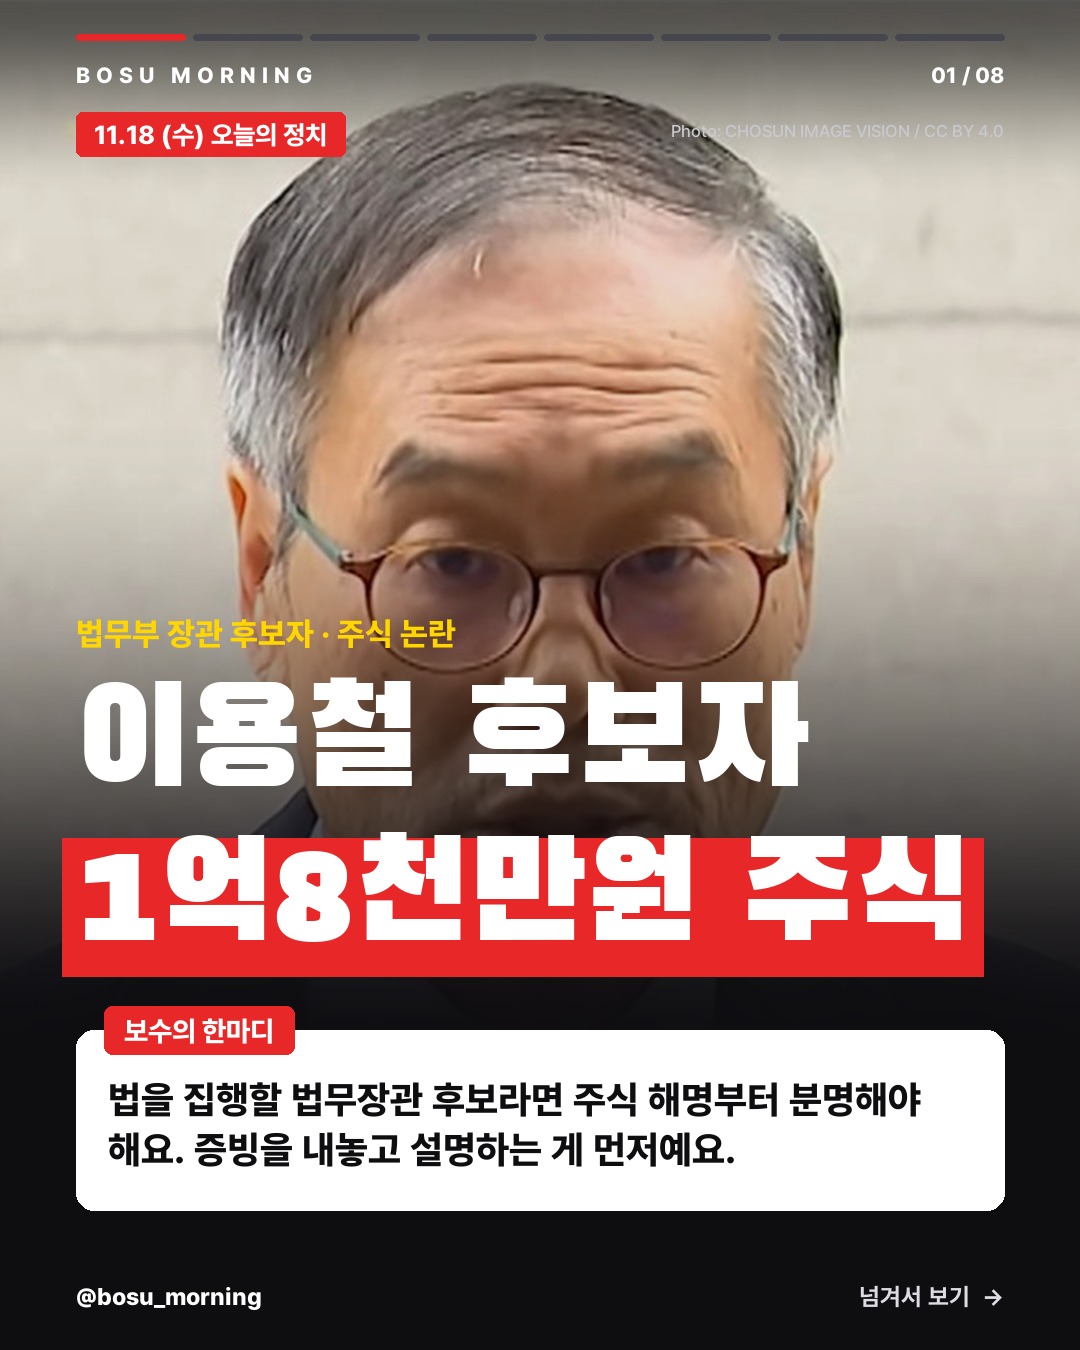 BOSU MORNING
01 / 08
11.18 (수) 오늘의 정치
Photo: CHOSUN IMAGE VISION / CC BY 4.0
법무부 장관 후보자 · 주식 논란
이용철 후보자
1억8천만원 주식
보수의 한마디
법을 집행할 법무장관 후보라면 주식 해명부터 분명해야
해요. 증빙을 내놓고 설명하는 게 먼저예요.
@bosu_morning
넘겨서 보기 →